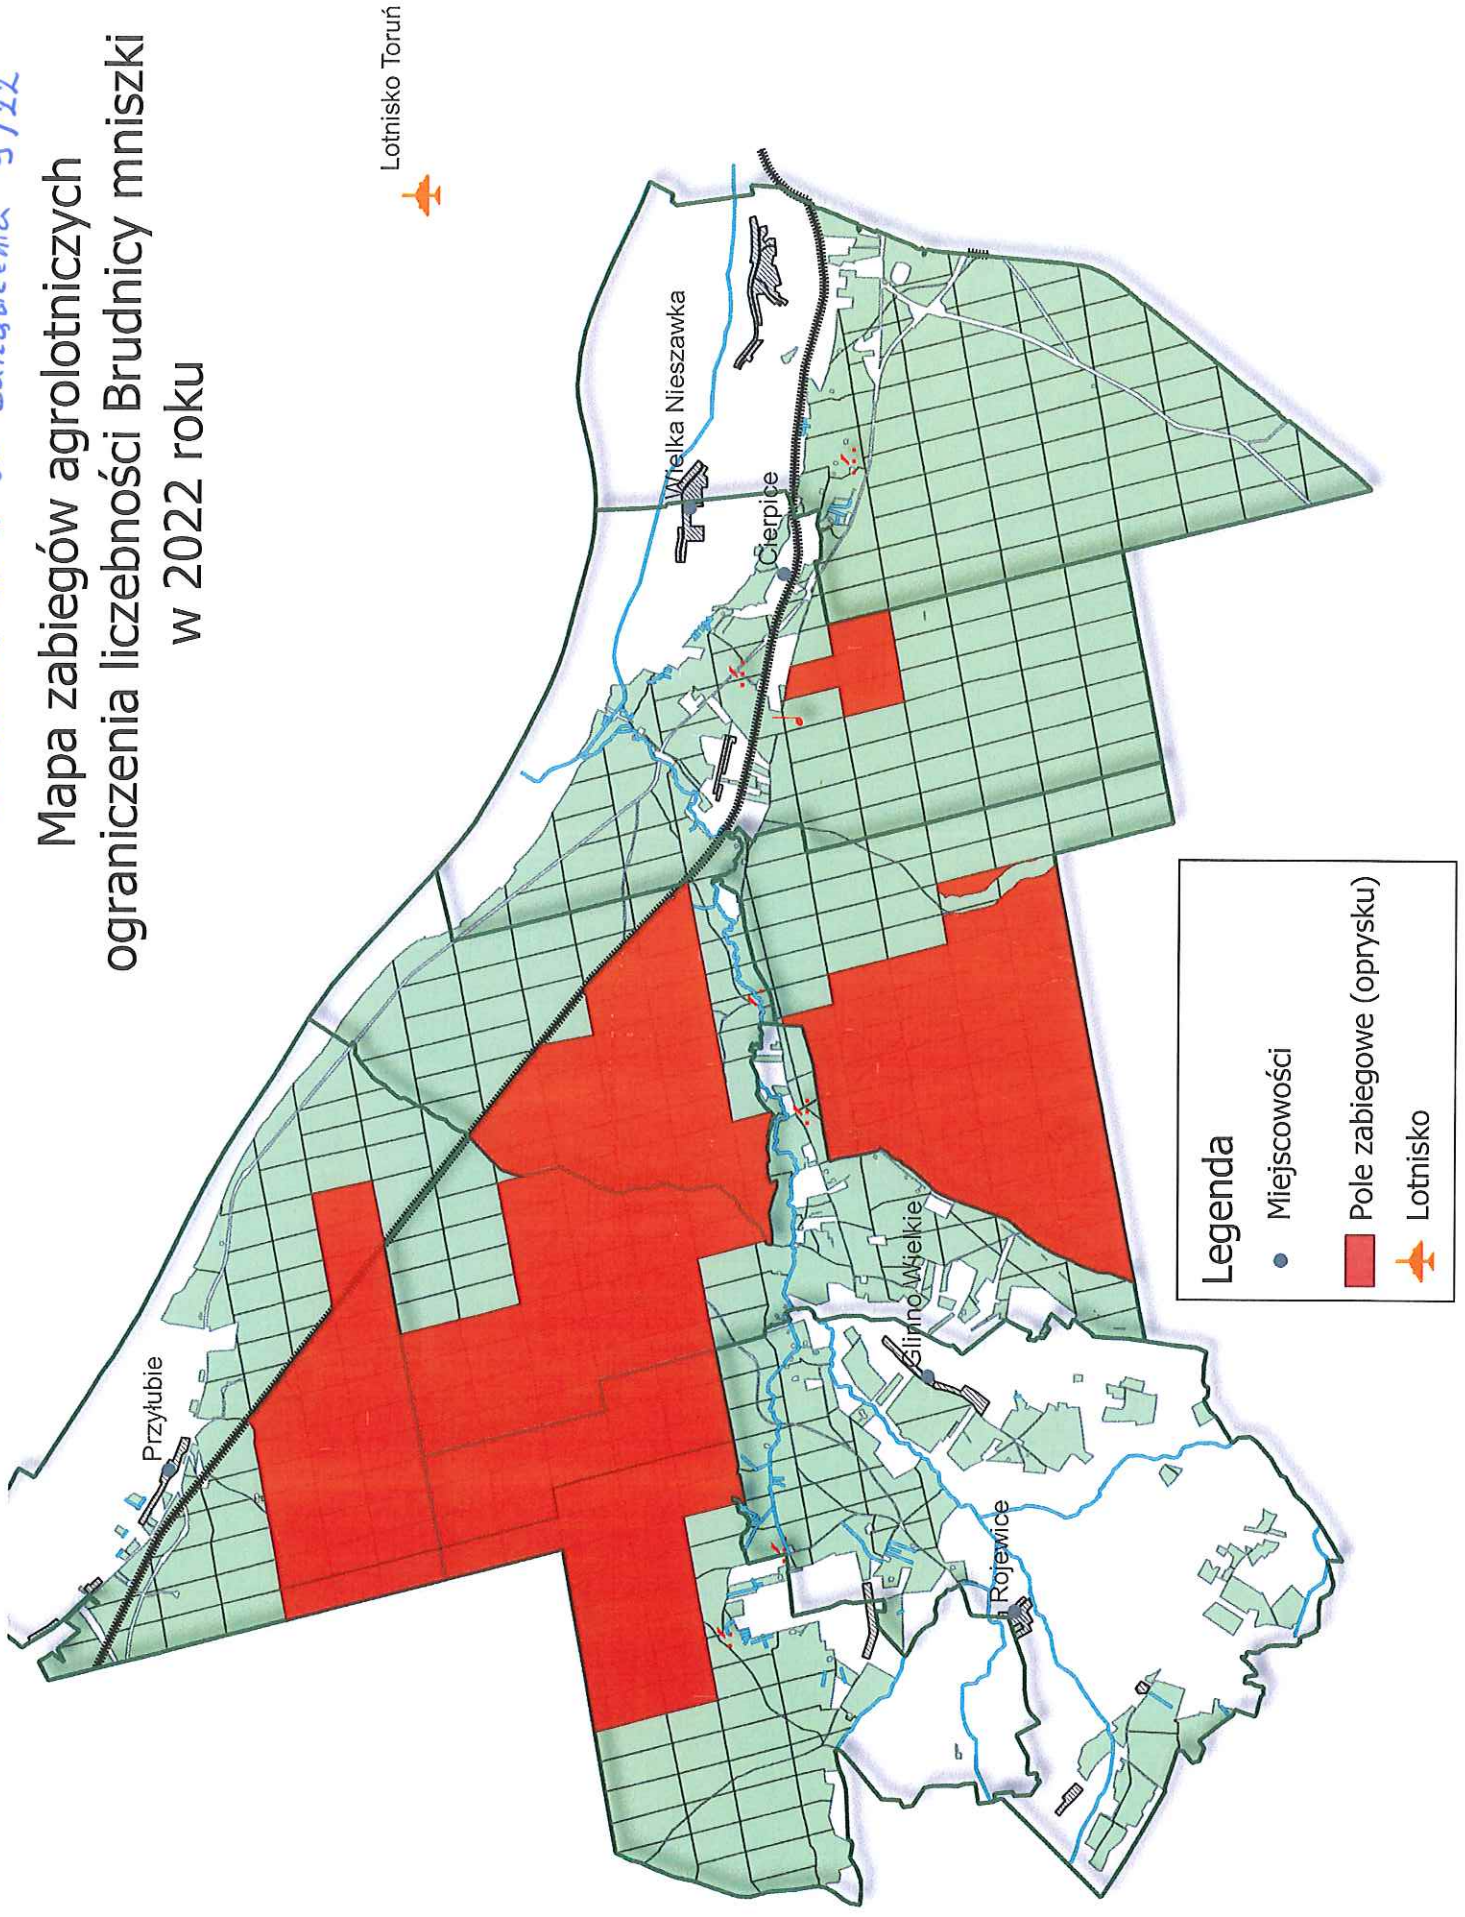 Mapa zabiegów agrolotniczych
ograniczenia liczebności Brudnicy mniszki
w 2022 roku
Lotnisko Toruń
Wielka Nieszawka
Cierpice
Przyłubie
Glinno Wielkie
Rojewice
Legenda
Miejscowości
Pole zabiegowe (oprysku)
Lotnisko